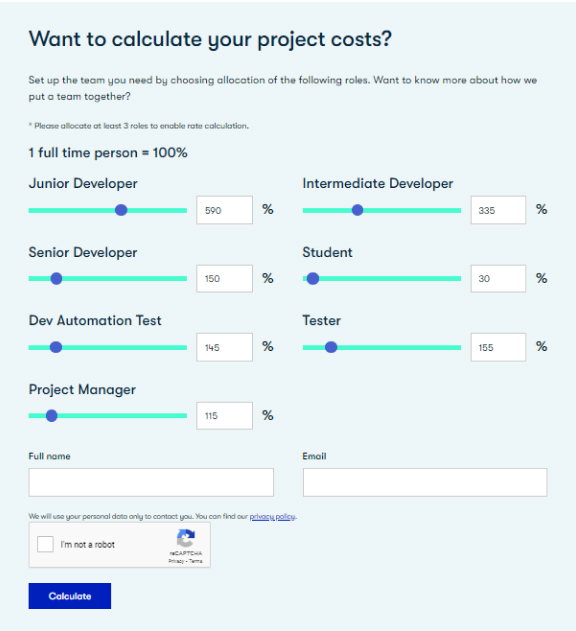 Want to calculate your project costs?
Set up the team you need by choosing allocation of the following roles. Want to know more about how we
put a team together?
* Please allocate at least 3 roles to enable rate calculation.
1 full time person = 100%
Junior Developer
590 %
Intermediate Developer
335 %
Senior Developer
150 %
Student
30 %
Dev Automation Test
145 %
Tester
155 %
Project Manager
115 %
Full name
Email
We will use your personal data only to contact you. You can find our privacy policy.
I'm not a robot
reCAPTCHA
Privacy - Terms
Calculate